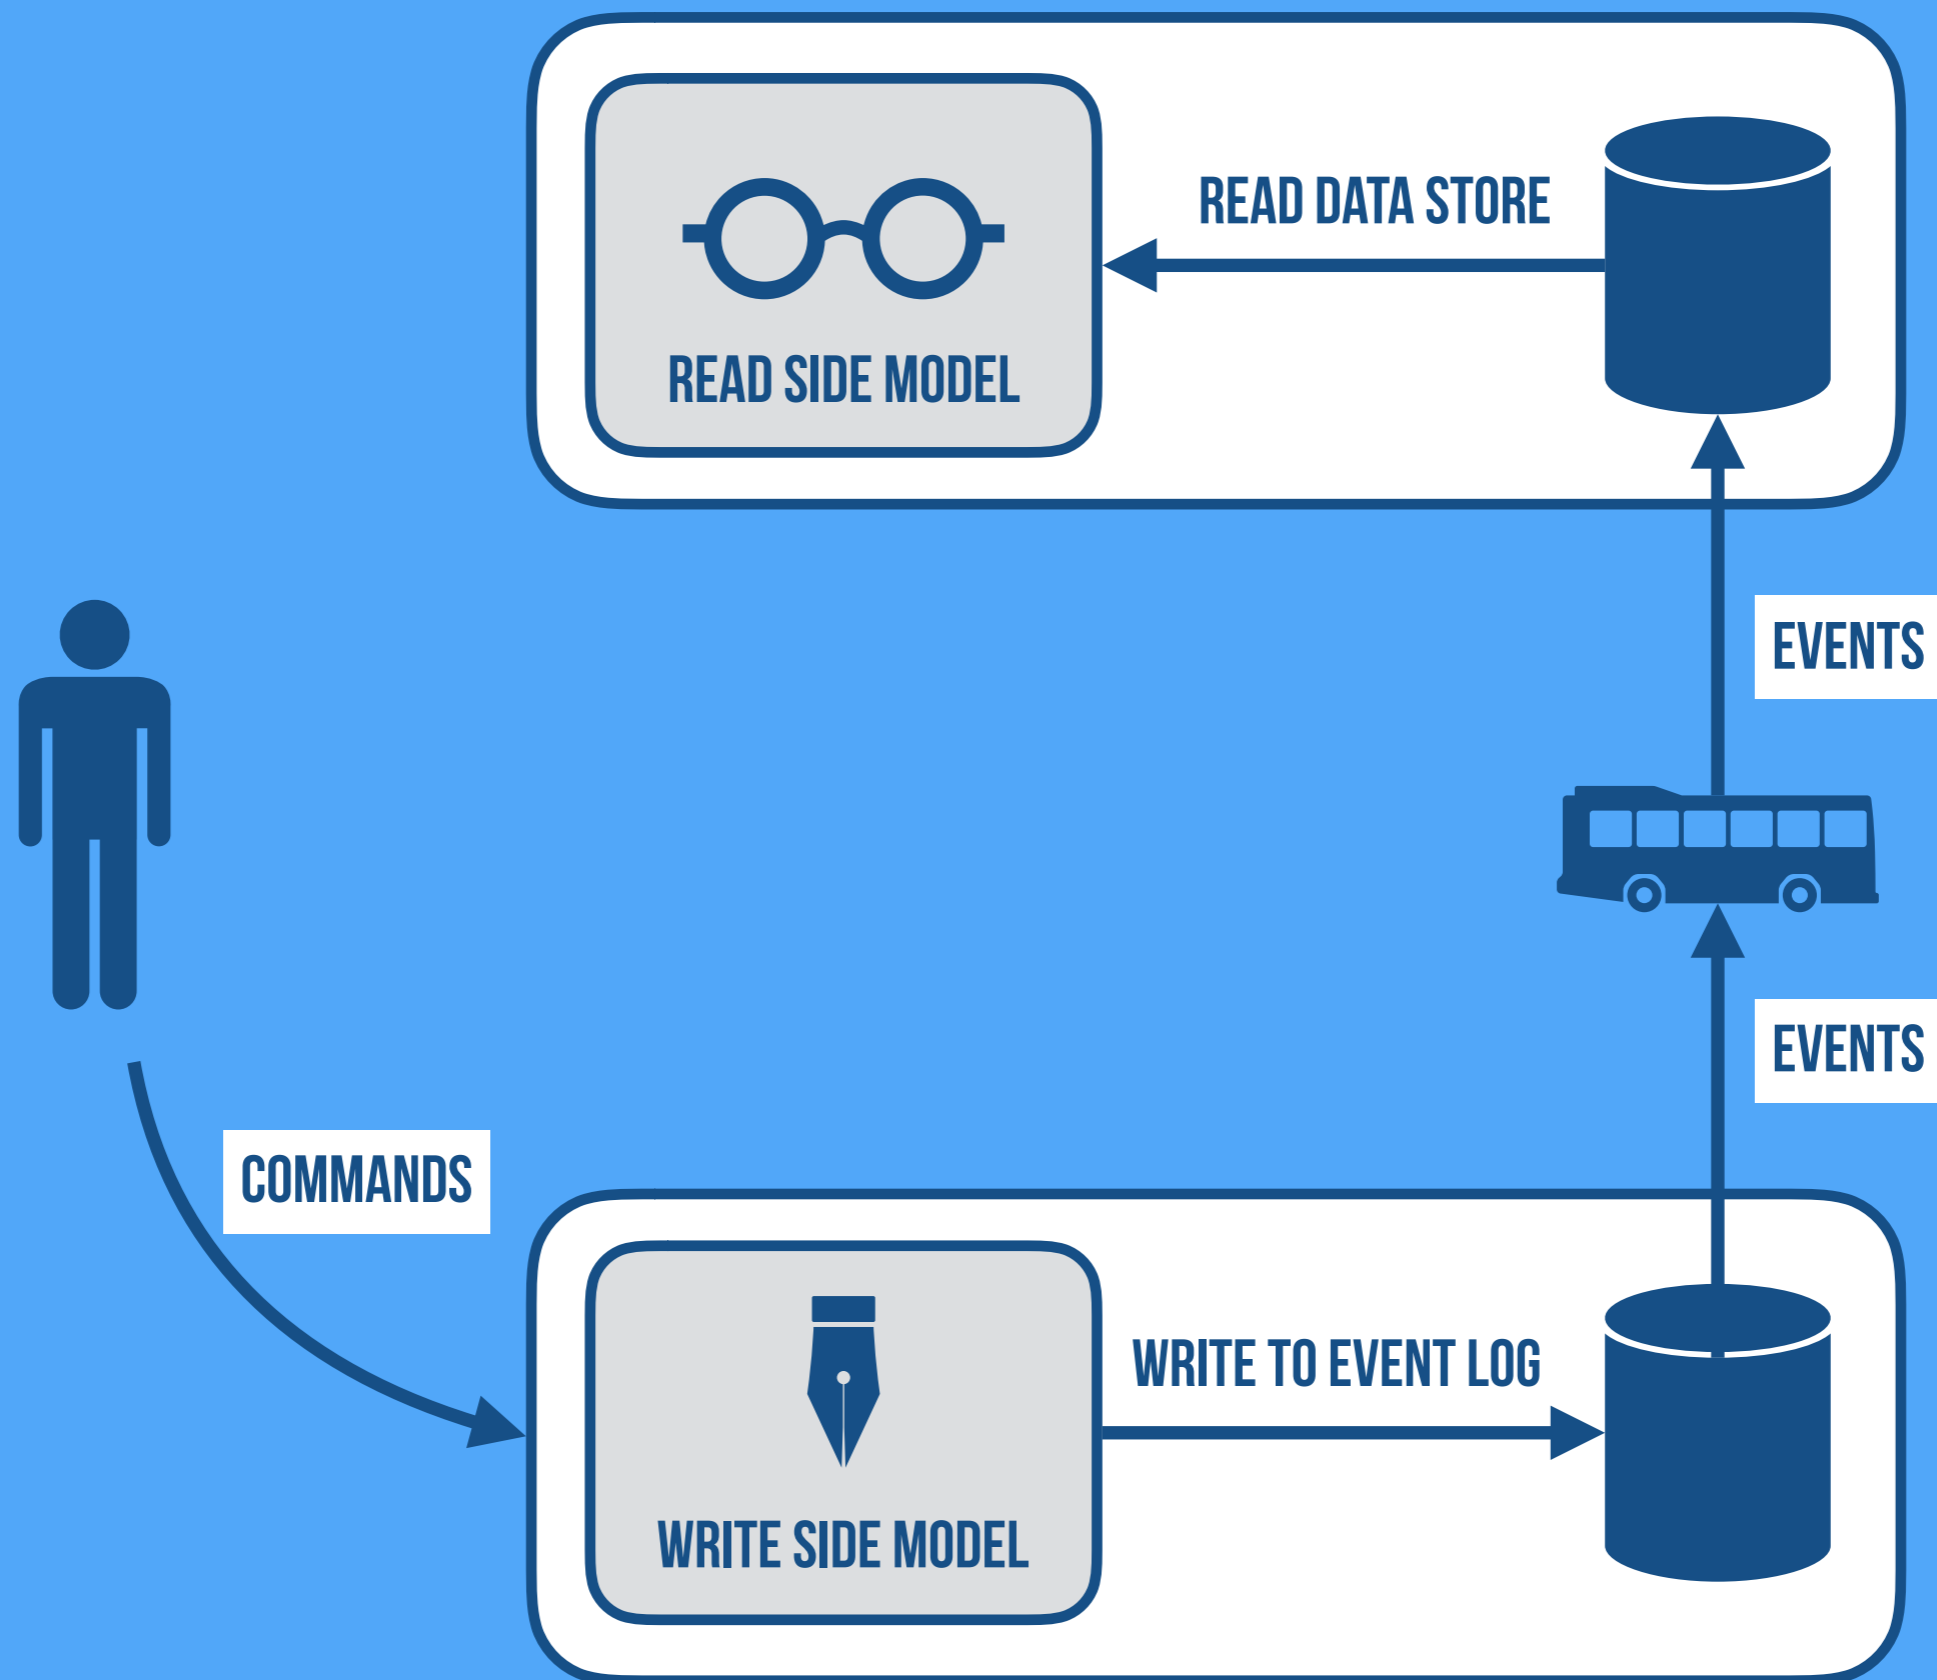 READ DATA STORE
READ SIDE MODEL
EVENTS
EVENTS
COMMANDS
WRITE TO EVENT LOG
WRITE SIDE MODEL